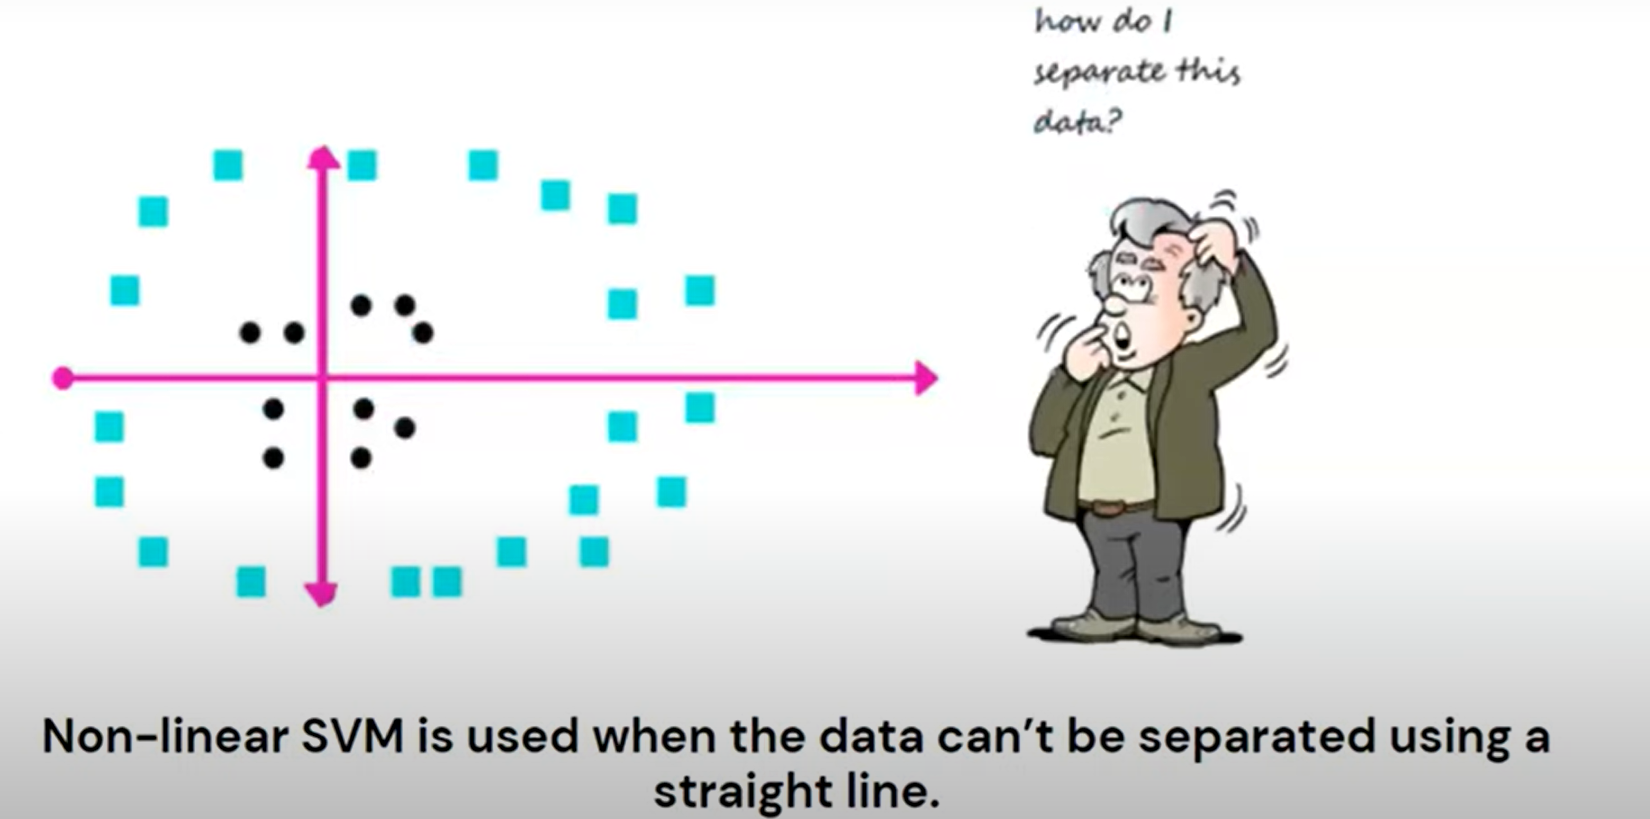 how do I
separate this
data?
Non-linear SVM is used when the data can't be separated using a
straight line.